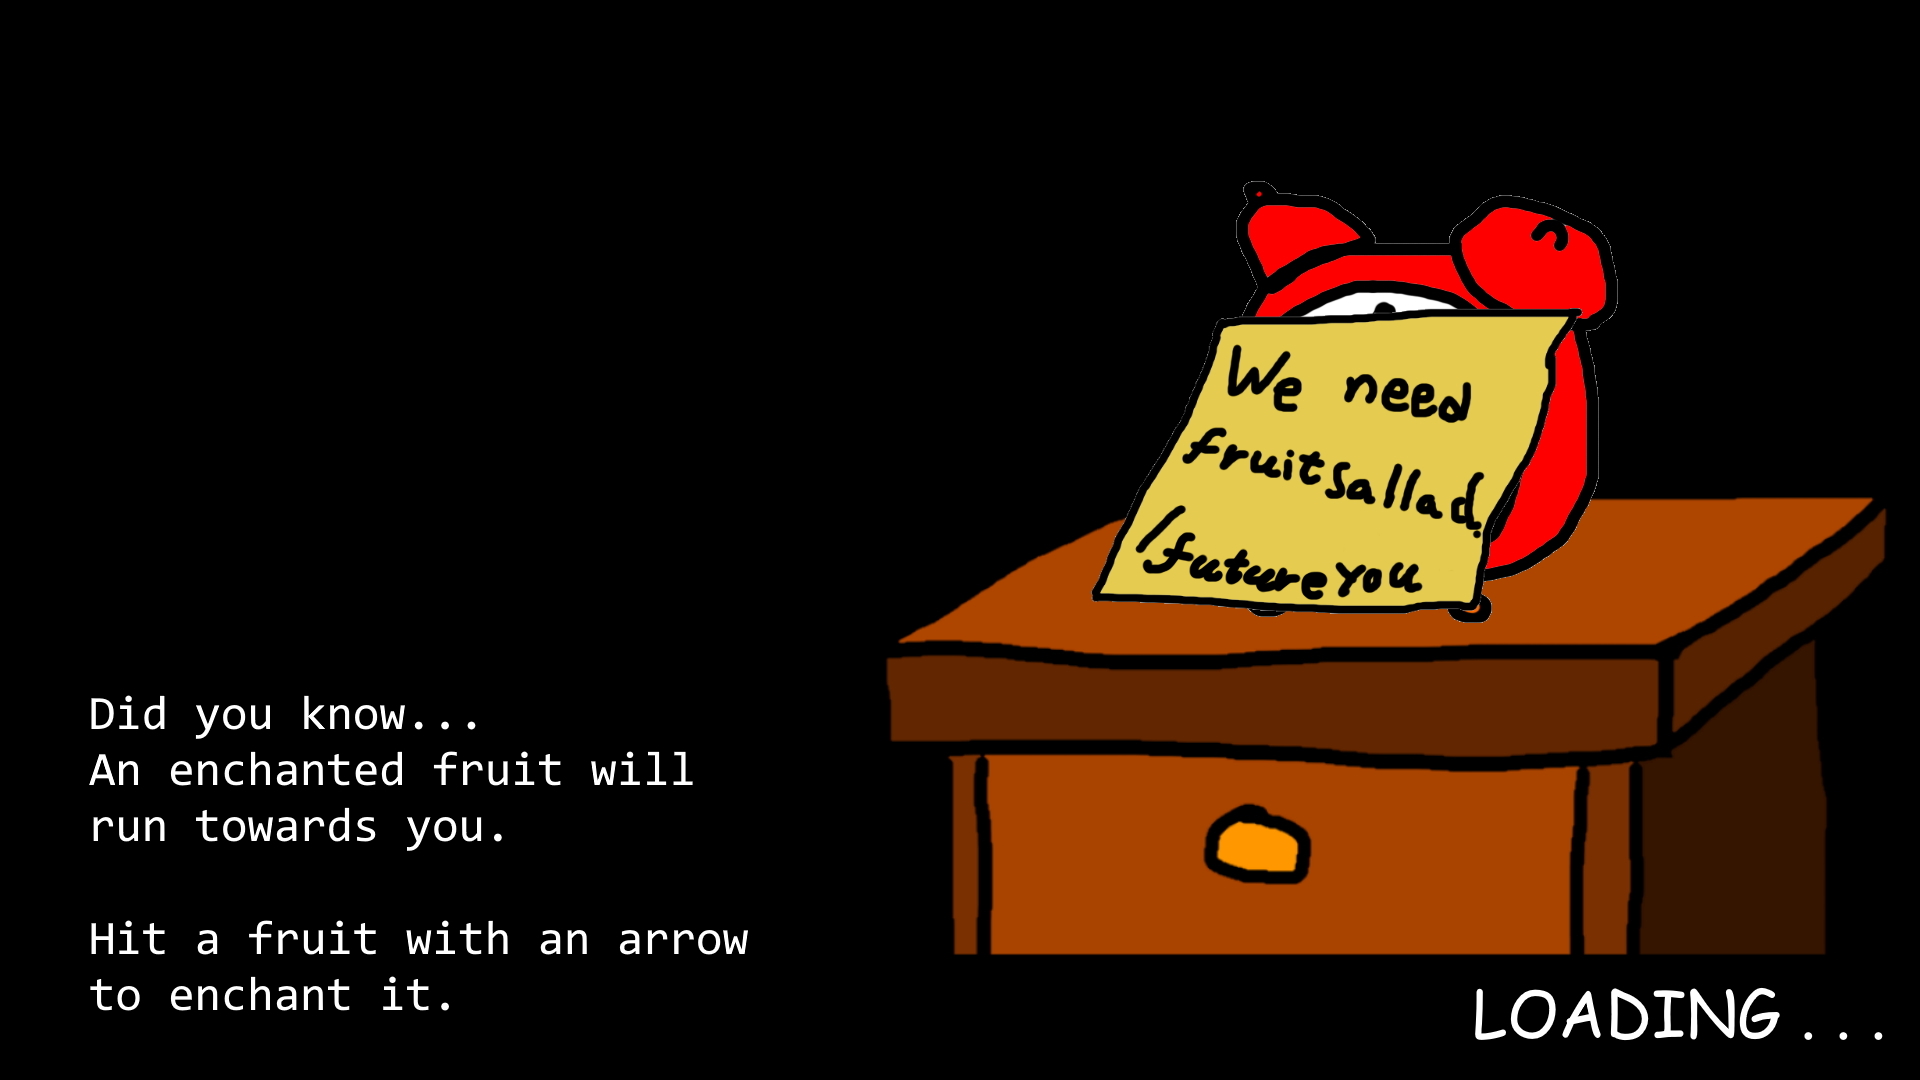 We need
fruitsallad.
/future you
Did you know...
An enchanted fruit will
run towards you.
Hit a fruit with an arrow
to enchant it.
LOADING...